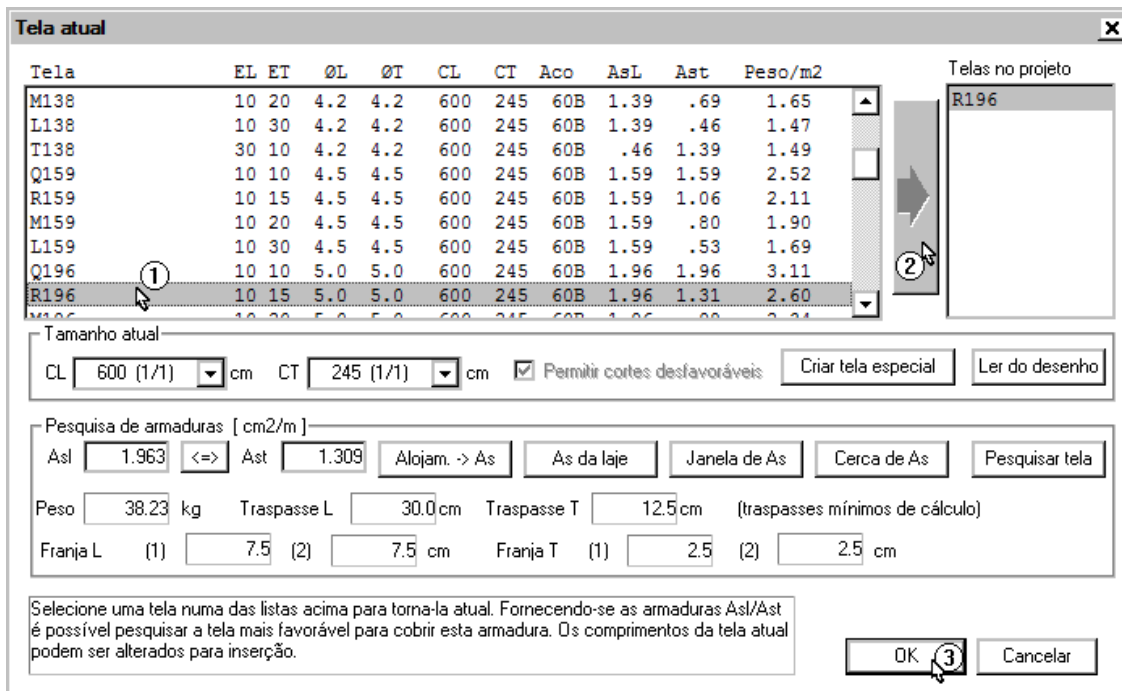 Tela atual
Tela EL ET ØL ØT CL CT Aco AsL Ast Peso/m2 Telas no projeto
M138 10 20 4.2 4.2 600 245 60B 1.39 .69 1.65 R196
L138 10 30 4.2 4.2 600 245 60B 1.39 .46 1.47
T138 30 10 4.2 4.2 600 245 60B .46 1.39 1.49
Q159 10 10 4.5 4.5 600 245 60B 1.59 1.59 2.52
R159 10 15 4.5 4.5 600 245 60B 1.59 1.06 2.11
M159 10 20 4.5 4.5 600 245 60B 1.59 .80 1.90
L159 10 30 4.5 4.5 600 245 60B 1.59 .53 1.69
Q196 10 10 5.0 5.0 600 245 60B 1.96 1.96 3.11
R196 10 15 5.0 5.0 600 245 60B 1.96 1.31 2.60
1
2
Tamanho atual
CL 600 (1/1) cm CT 245 (1/1) cm Permitir cortes desfavoráveis Criar tela especial Ler do desenho
Pesquisa de armaduras [ cm2/m ]
Asl 1.963 <=> Ast 1.309 Alojam. -> As As da laje Janela de As Cerca de As Pesquisar tela
Peso 38.23 kg Traspasse L 30.0 cm Traspasse T 12.5 cm (traspasses mínimos de cálculo)
Franja L (1) 7.5 (2) 7.5 cm Franja T (1) 2.5 (2) 2.5 cm
Selecione uma tela numa das listas acima para torna-la atual. Fornecendo-se as armaduras Asl/Ast
é possível pesquisar a tela mais favorável para cobrir esta armadura. Os comprimentos da tela atual
podem ser alterados para inserção.
OK 3 Cancelar